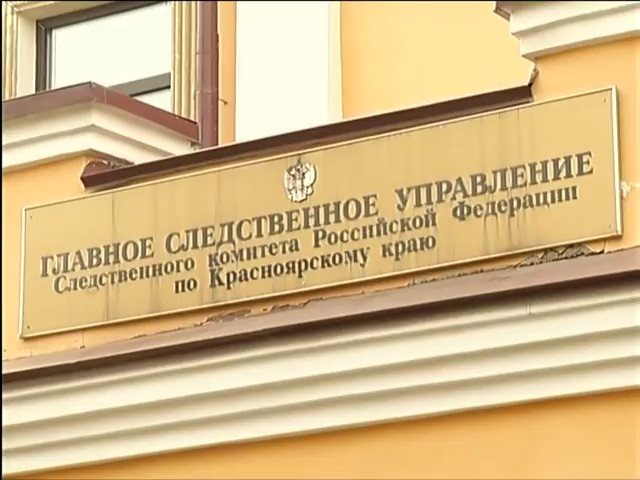 ГЛАВНОЕ СЛЕДСТВЕННОЕ УПРАВЛЕНИЕ
Следственного комитета Российской Федерации
по Красноярскому краю